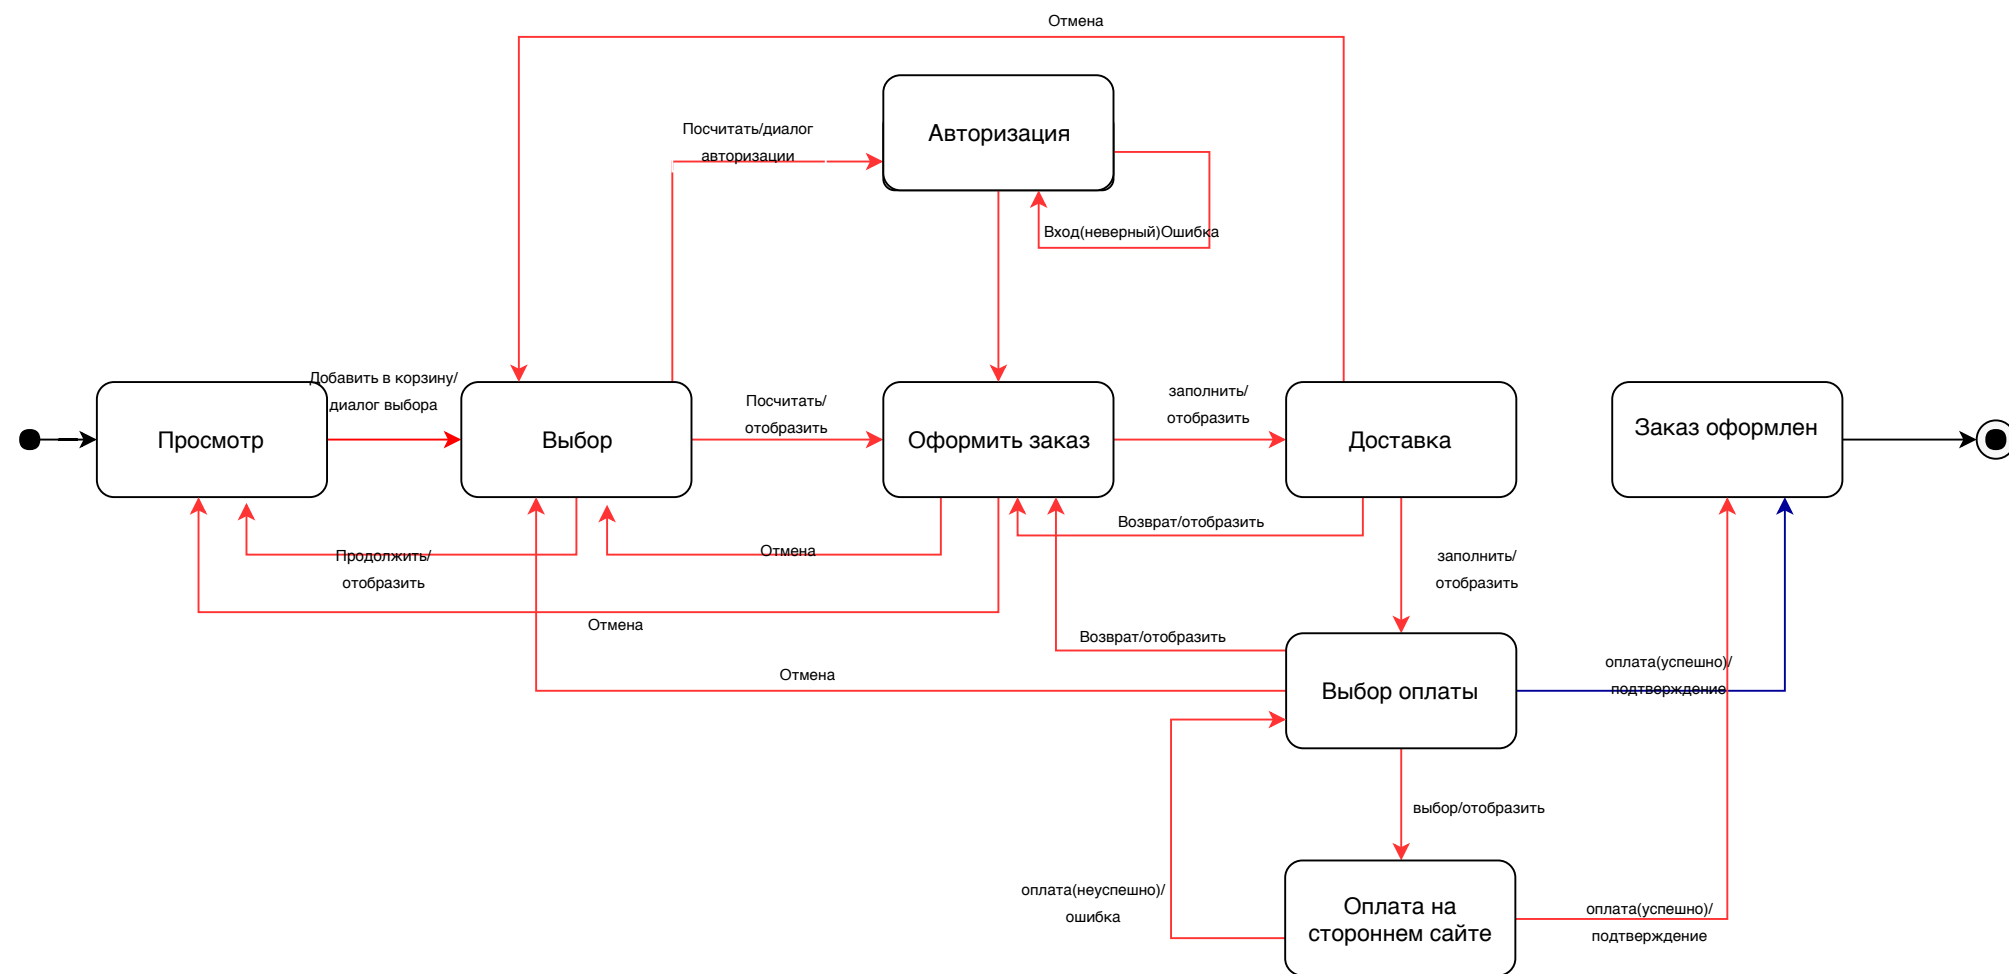 Отмена
Авторизация
Посчитать/диалог
авторизации
Вход(неверный)Ошибка
Добавить в корзину/
диалог выбора
Просмотр
Выбор
Посчитать/
отобразить
Оформить заказ
заполнить/
отобразить
Доставка
Заказ оформлен
Продолжить/
отобразить
Отмена
Возврат/отобразить
заполнить/
отобразить
Отмена
Возврат/отобразить
Отмена
Выбор оплаты
оплата(успешно)/
подтверждение
выбор/отобразить
оплата(неуспешно)/
ошибка
Оплата на
стороннем сайте
оплата(успешно)/
подтверждение